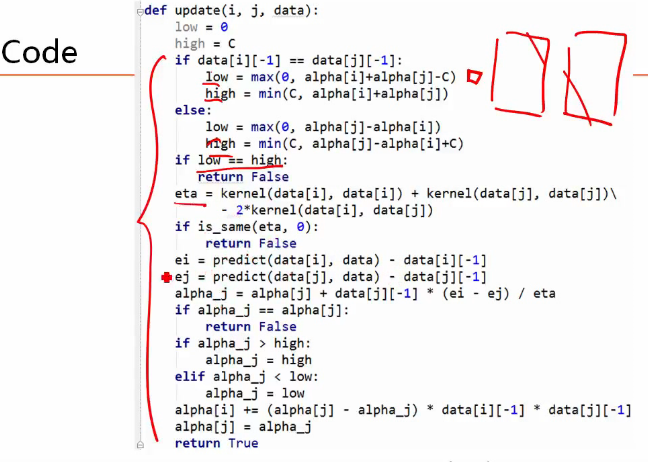 Code
def update(i, j, data):
    low = 0
    high = C
    if data[i][-1] == data[j][-1]:
        low = max(0, alpha[i]+alpha[j]-C)
        high = min(C, alpha[i]+alpha[j])
    else:
        low = max(0, alpha[j]-alpha[i])
        high = min(C, alpha[j]-alpha[i]+C)
    if low == high:
        return False
    eta = kernel(data[i], data[i]) + kernel(data[j], data[j])\
          - 2*kernel(data[i], data[j])
    if is_same(eta, 0):
        return False
    ei = predict(data[i], data) - data[i][-1]
    ej = predict(data[j], data) - data[j][-1]
    alpha_j = alpha[j] + data[j][-1] * (ei - ej) / eta
    if alpha_j == alpha[j]:
        return False
    if alpha_j > high:
        alpha_j = high
    elif alpha_j < low:
        alpha_j = low
    alpha[i] += (alpha[j] - alpha_j) * data[i][-1] * data[j][-1]
    alpha[j] = alpha_j
    return True